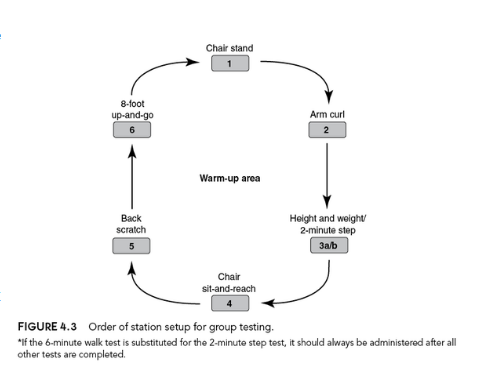 Chair stand
1
Arm curl
2
Height and weight/
2-minute step
3a/b
Chair
sit-and-reach
4
Back
scratch
5
8-foot
up-and-go
6
Warm-up area
FIGURE 4.3 Order of station setup for group testing.
*If the 6-minute walk test is substituted for the 2-minute step test, it should always be administered after all
other tests are completed.